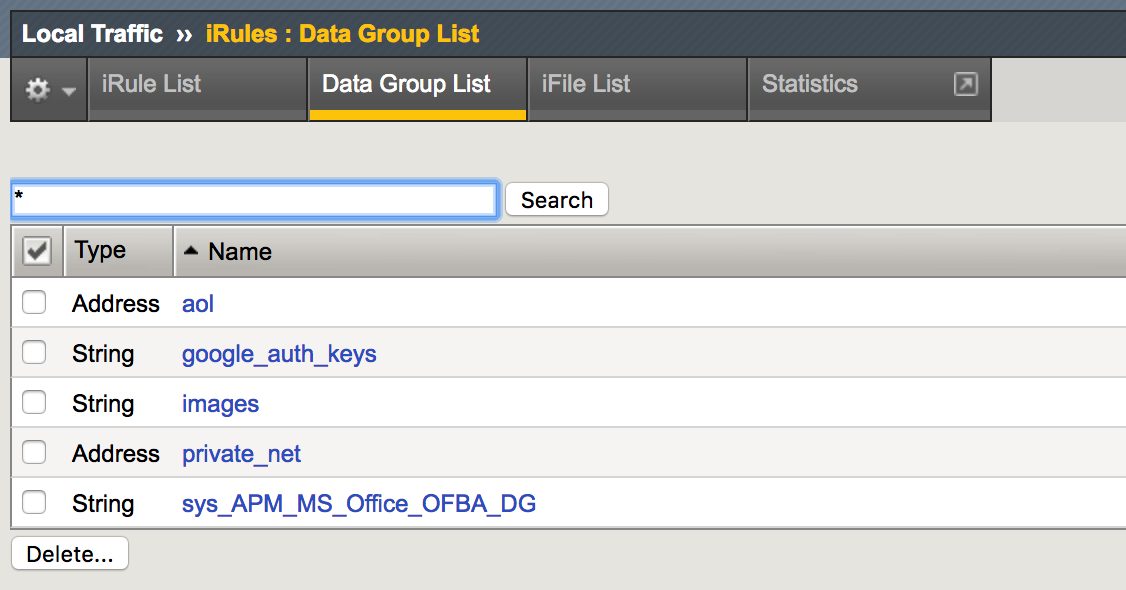 Local Traffic ›› iRules : Data Group List
iRule List Data Group List iFile List Statistics
* Search
Type Name
Address aol
String google_auth_keys
String images
Address private_net
String sys_APM_MS_Office_OFBA_DG
Delete...